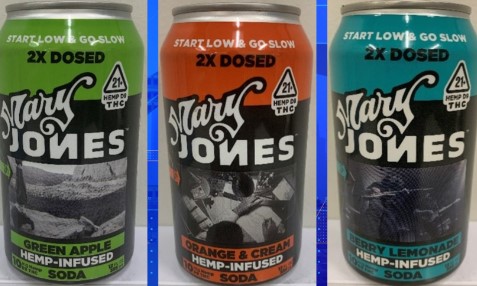 START LOW & GO SLOW
2X DOSED
21+
HEMP D9
THC
Mary
JONES
GREEN APPLE
HEMP-INFUSED
SODA
START LOW & GO SLOW
2X DOSED
21+
HEMP D9
THC
Mary
JONES
ORANGE & CREAM
HEMP-INFUSED
SODA
START LOW & GO SLOW
2X DOSED
21+
HEMP D9
THC
Mary
JONES
BERRY LEMONADE
HEMP-INFUSED
SODA